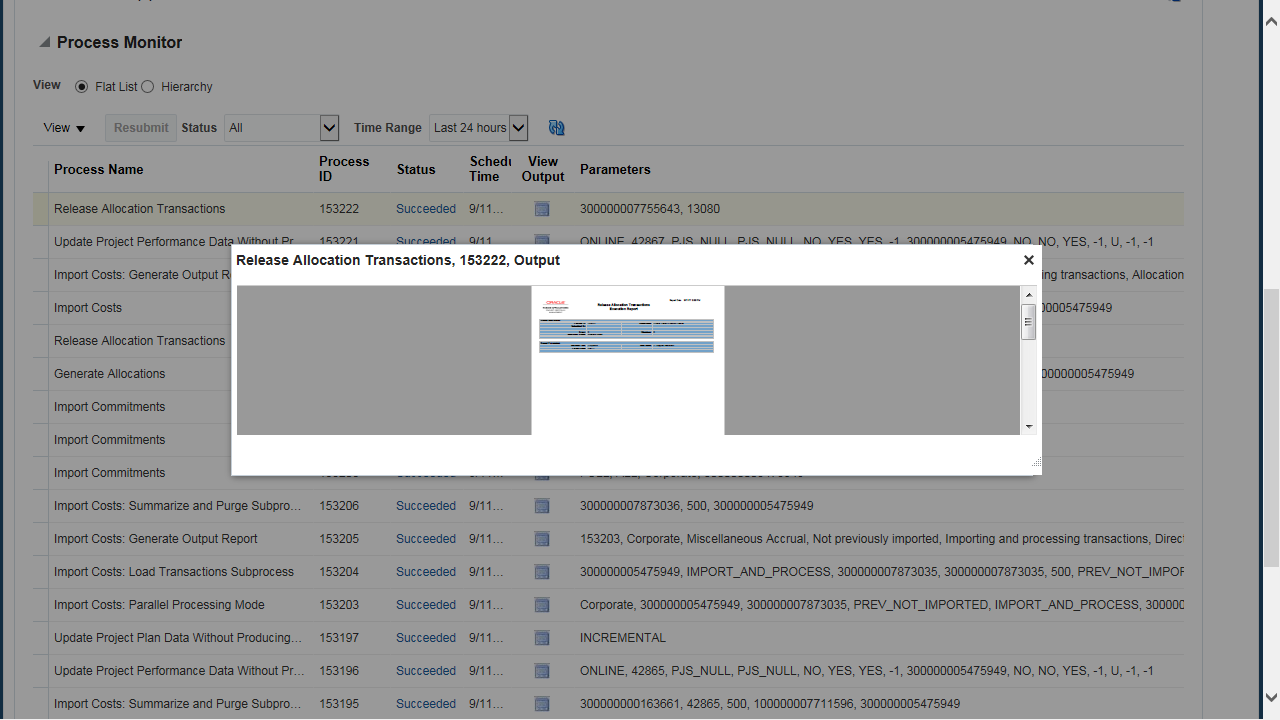 Process Monitor
View Flat List Hierarchy
View Resubmit Status All Time Range Last 24 hours
Process Name Process ID Status Schedu Time View Output Parameters
Release Allocation Transactions 153222 Succeeded 9/11... 300000007755643, 13080
Update Project Performance Data Without Pr... 153221 Succeeded 9/11... ONLINE, 42867, PJS_NULL, PJS_NULL, NO, YES, YES, -1, 300000005475949, NO, NO, YES, -1, U, -1, -1
Release Allocation Transactions, 153222, Output
ORACLE
Release Allocation Transactions
Execution Report
Import Costs: Generate Output R ng transactions, Allocation
Import Costs 0005475949
Release Allocation Transactions
Generate Allocations 00000005475949
Import Commitments
Import Commitments
Import Commitments
Import Costs: Summarize and Purge Subpro... 153206 Succeeded 9/11... 300000007873036, 500, 300000005475949
Import Costs: Generate Output Report 153205 Succeeded 9/11... 153203, Corporate, Miscellaneous Accrual, Not previously imported, Importing and processing transactions, Direct
Import Costs: Load Transactions Subprocess 153204 Succeeded 9/11... 300000005475949, IMPORT_AND_PROCESS, 300000007873035, 300000007873035, 500, PREV_NOT_IMPOR
Import Costs: Parallel Processing Mode 153203 Succeeded 9/11... Corporate, 300000005475949, 300000007873035, PREV_NOT_IMPORTED, IMPORT_AND_PROCESS, 300000
Update Project Plan Data Without Producing... 153197 Succeeded 9/11... INCREMENTAL
Update Project Performance Data Without Pr... 153196 Succeeded 9/11... ONLINE, 42865, PJS_NULL, PJS_NULL, NO, YES, YES, -1, 300000005475949, NO, NO, YES, -1, U, -1, -1
Import Costs: Summarize and Purge Subpro... 153195 Succeeded 9/11... 300000000163661, 42865, 500, 100000007711596, 300000005475949